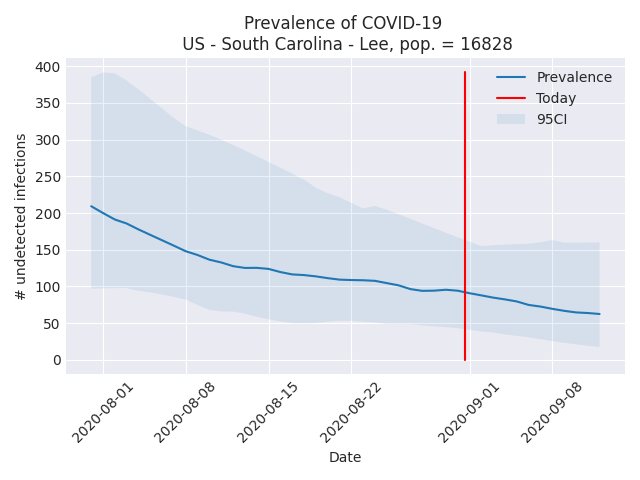 Prevalence of COVID-19
US - South Carolina - Lee, pop. = 16828
400
350
300
250
200
150
100
50
0
# undetected infections
Prevalence
Today
95CI
2020-08-01
2020-08-08
2020-08-15
2020-08-22
2020-09-01
2020-09-08
Date